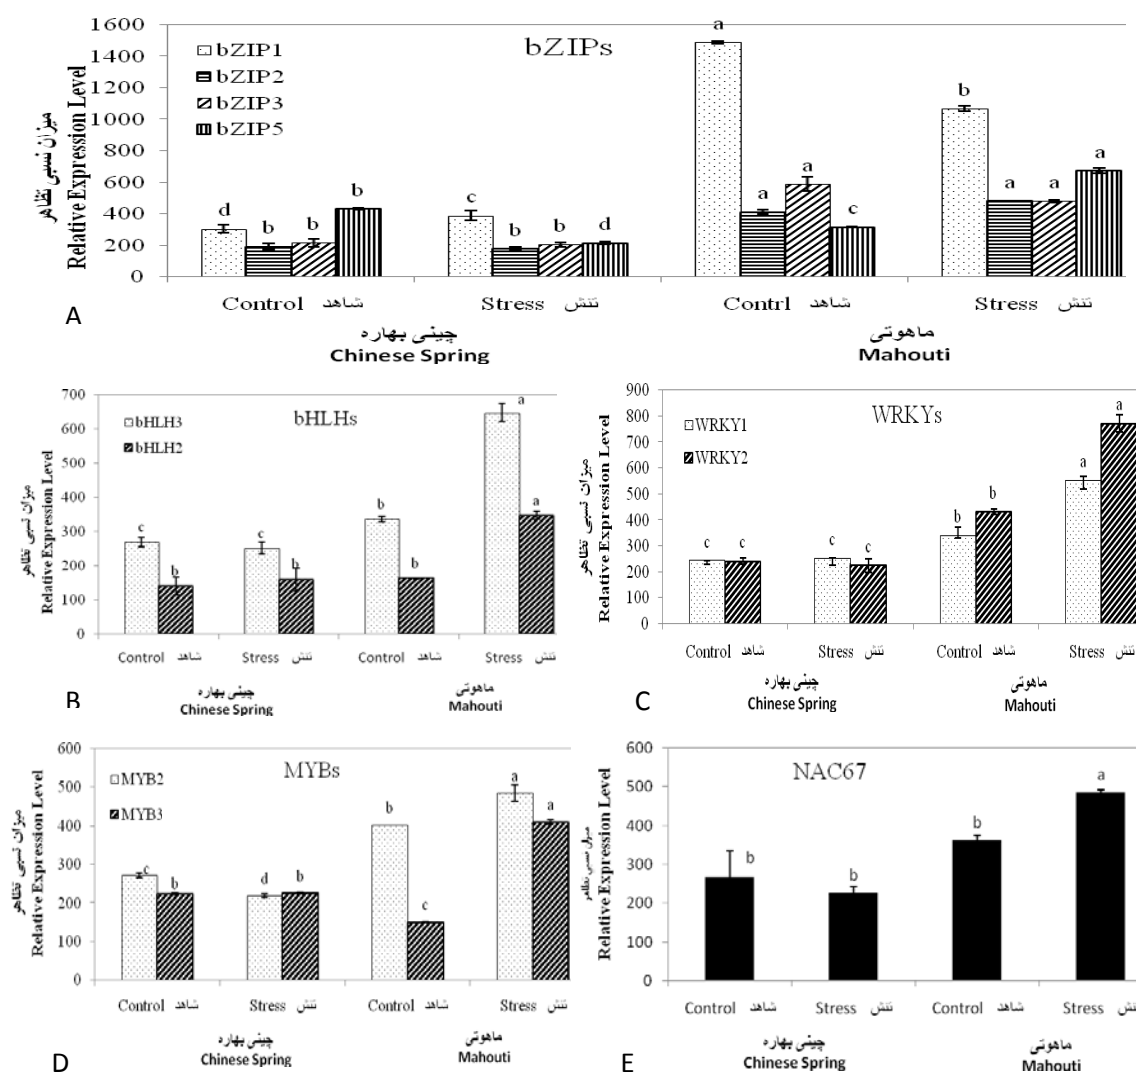 1600
1400
1200
1000
800
600
400
200
0
میزان نسبی تظاهر
Relative Expression Level
bZIPs
bZIP1
bZIP2
bZIP3
bZIP5
d b b b
c b b d
a a a c
b a a a
Control شاهد
Stress تنش
Contrl شاهد
Stress تنش
چینی بهاره
Chinese Spring
ماهوتی
Mahouti
A
700
600
500
400
300
200
100
0
میزان نسبی تظاهر
Relative Expression Level
bHLHs
bHLH3
bHLH2
c b
c b
b b
a a
Control شاهد
Stress تنش
Control شاهد
Stress تنش
چینی بهاره
Chinese Spring
ماهوتی
Mahouti
B
900
800
700
600
500
400
300
200
100
0
میزان نسبی تظاهر
Relative Expression Level
WRKYs
WRKY1
WRKY2
c c
c c
b b
a a
Control شاهد
Stress تنش
Control شاهد
Stress تنش
چینی بهاره
Chinese Spring
ماهوتی
Mahouti
C
600
500
400
300
200
100
0
میزان نسبی تظاهر
Relative Expression Level
MYBs
MYB2
MYB3
c b
d b
b c
a a
Control شاهد
Stress تنش
Control شاهد
Stress تنش
چینی بهاره
Chinese Spring
ماهوتی
Mahouti
D
600
500
400
300
200
100
0
Relative Expression Level
NAC67
b
b
b
a
Control شاهد
Stress تنش
Control شاهد
Stress تنش
چینی بهاره
Chinese Spring
ماهوتی
Mahouti
E